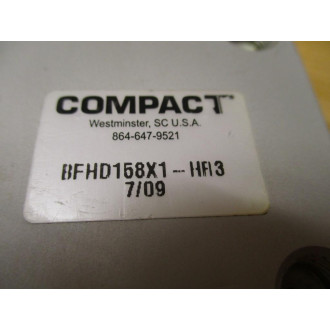 COMPACT
Westminster, SC U.S.A.
864-647-9521
BFHD158X1-HR3
7/09